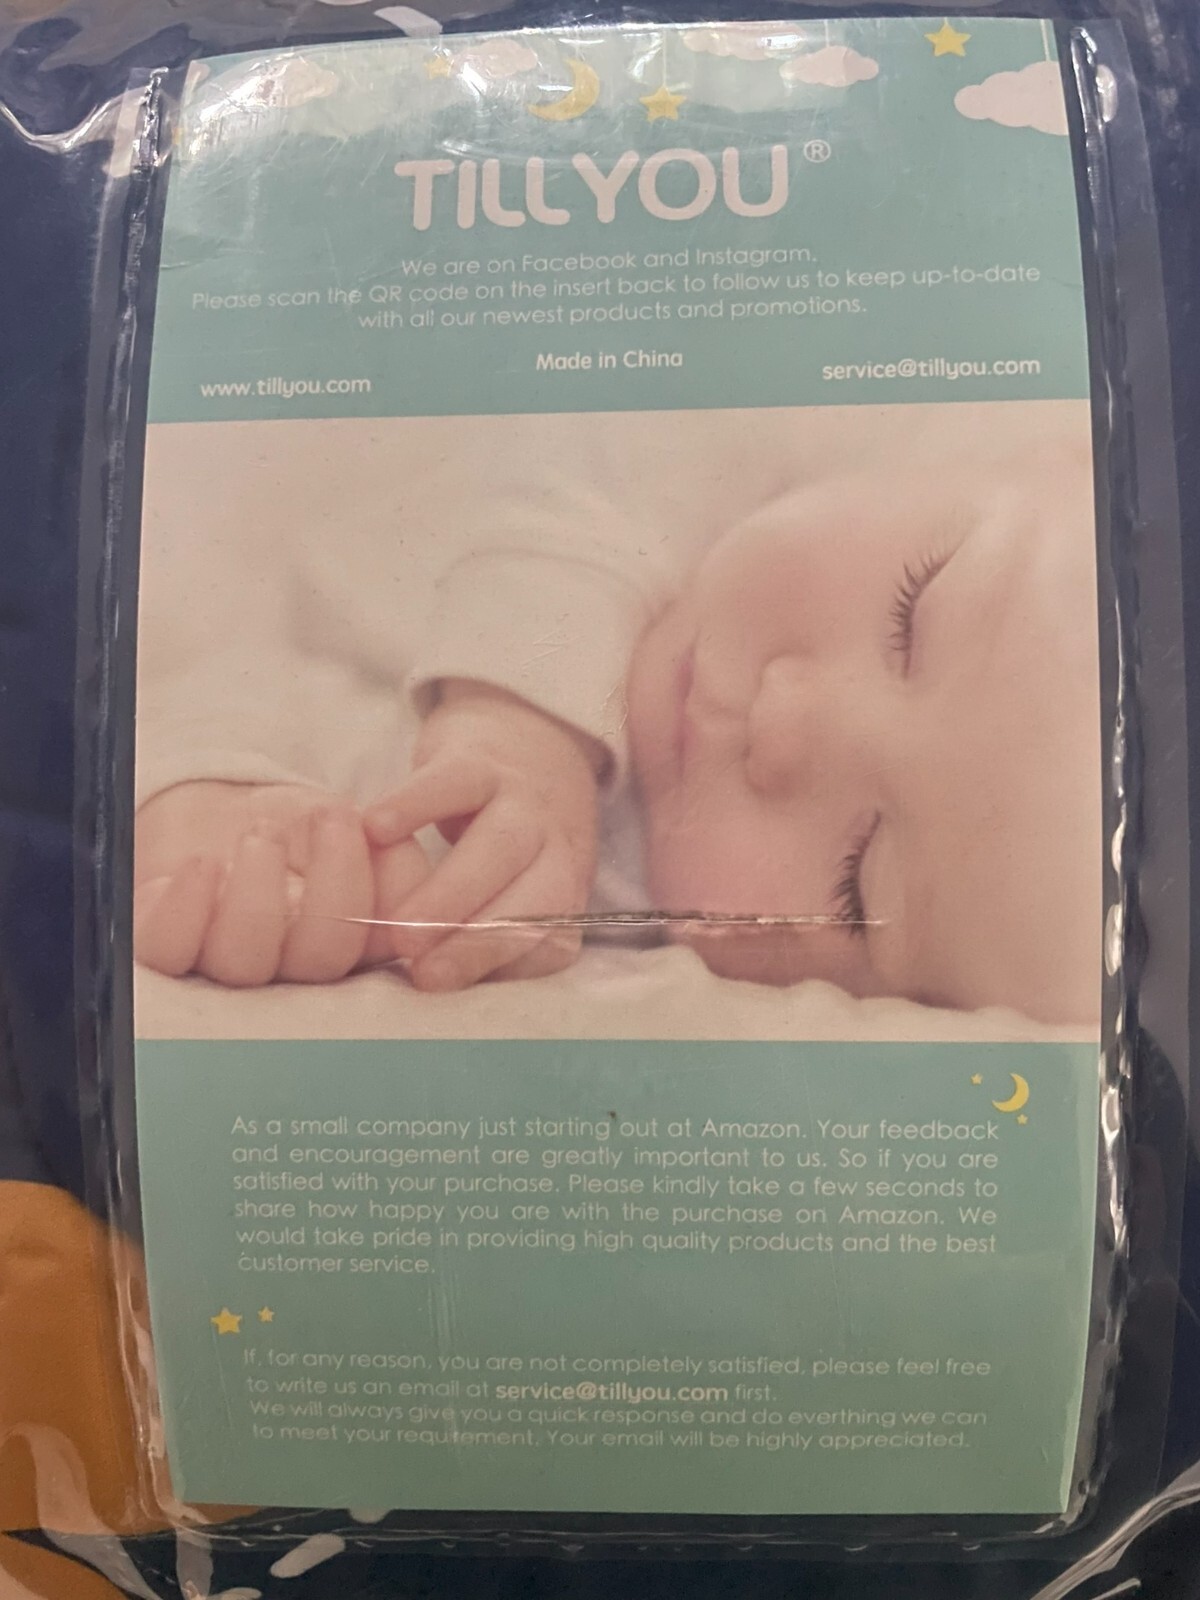 TILLYOU®
We are on Facebook and Instagram.
Please scan the QR code on the insert back to follow us to keep up-to-date
with all our newest products and promotions.
Made in China
www.tillyou.com
service@tillyou.com
As a small company just starting out at Amazon. Your feedback
and encouragement are greatly important to us. So if you are
satisfied with your purchase. Please kindly take a few seconds to
share how happy you are with the purchase on Amazon. We
would take pride in providing high quality products and the best
customer service.
If, for any reason, you are not completely satisfied, please feel free
to write us an email at service@tillyou.com first.
We will always give you a quick response and do everthing we can
to meet your requitement. Your email will be highly appreciated.